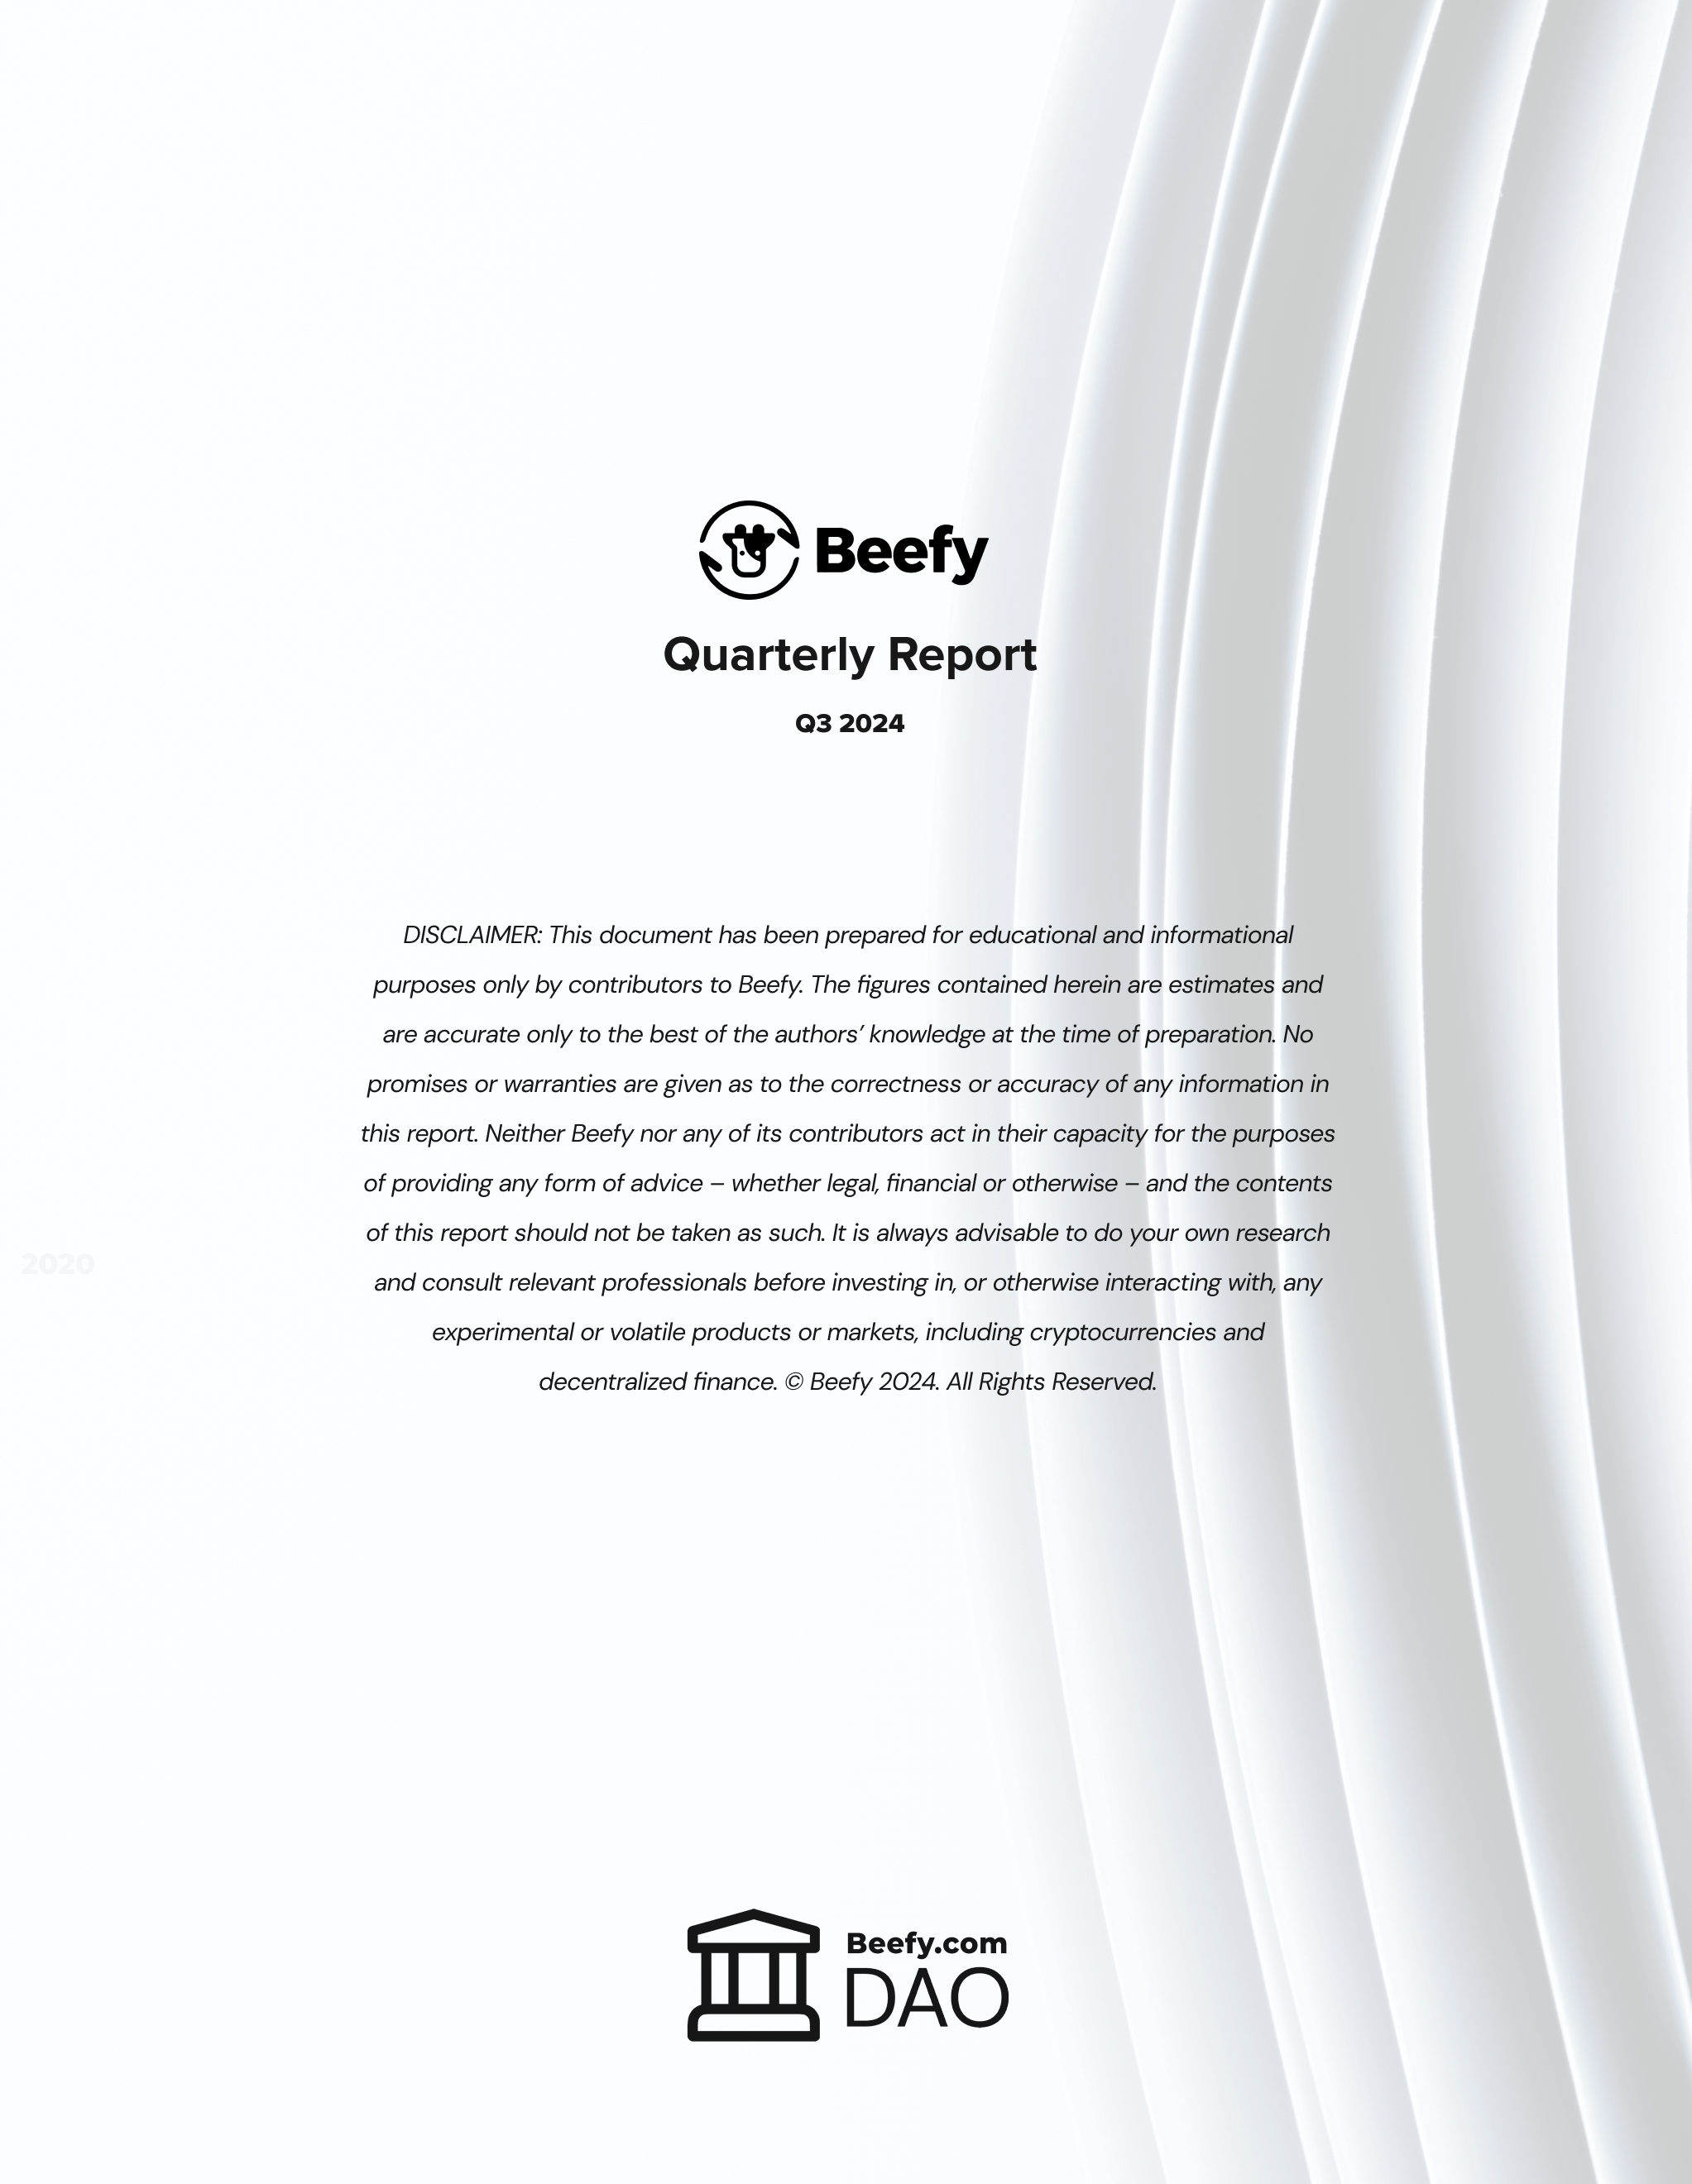 Beefy
Quarterly Report
Q3 2024
DISCLAIMER: This document has been prepared for educational and informational
purposes only by contributors to Beefy. The figures contained herein are estimates and
are accurate only to the best of the authors’ knowledge at the time of preparation. No
promises or warranties are given as to the correctness or accuracy of any information in
this report. Neither Beefy nor any of its contributors act in their capacity for the purposes
of providing any form of advice – whether legal, financial or otherwise – and the contents
of this report should not be taken as such. It is always advisable to do your own research
2020
and consult relevant professionals before investing in, or otherwise interacting with, any
experimental or volatile products or markets, including cryptocurrencies and
decentralized finance. © Beefy 2024. All Rights Reserved.
Beefy.com
DAO